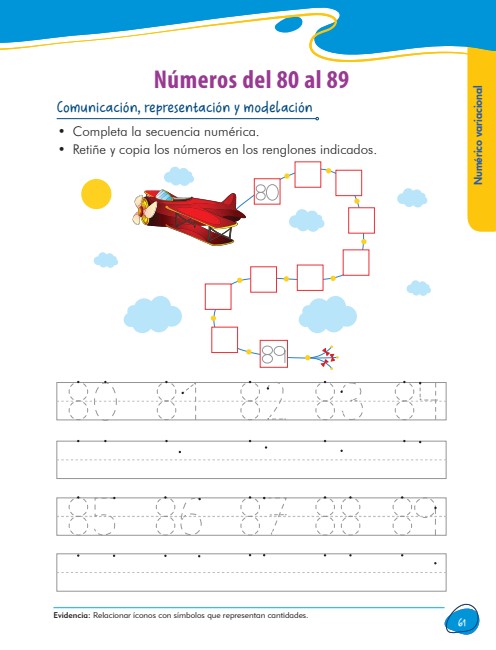 Números del 80 al 89
Comunicación, representación y modelación
Numérico variacional
• Completa la secuencia numérica.
• Retiñe y copia los números en los renglones indicados.
80
89
80 81 82 83 84
85 86 87 88 89
Evidencia: Relacionar íconos con símbolos que representan cantidades.
61